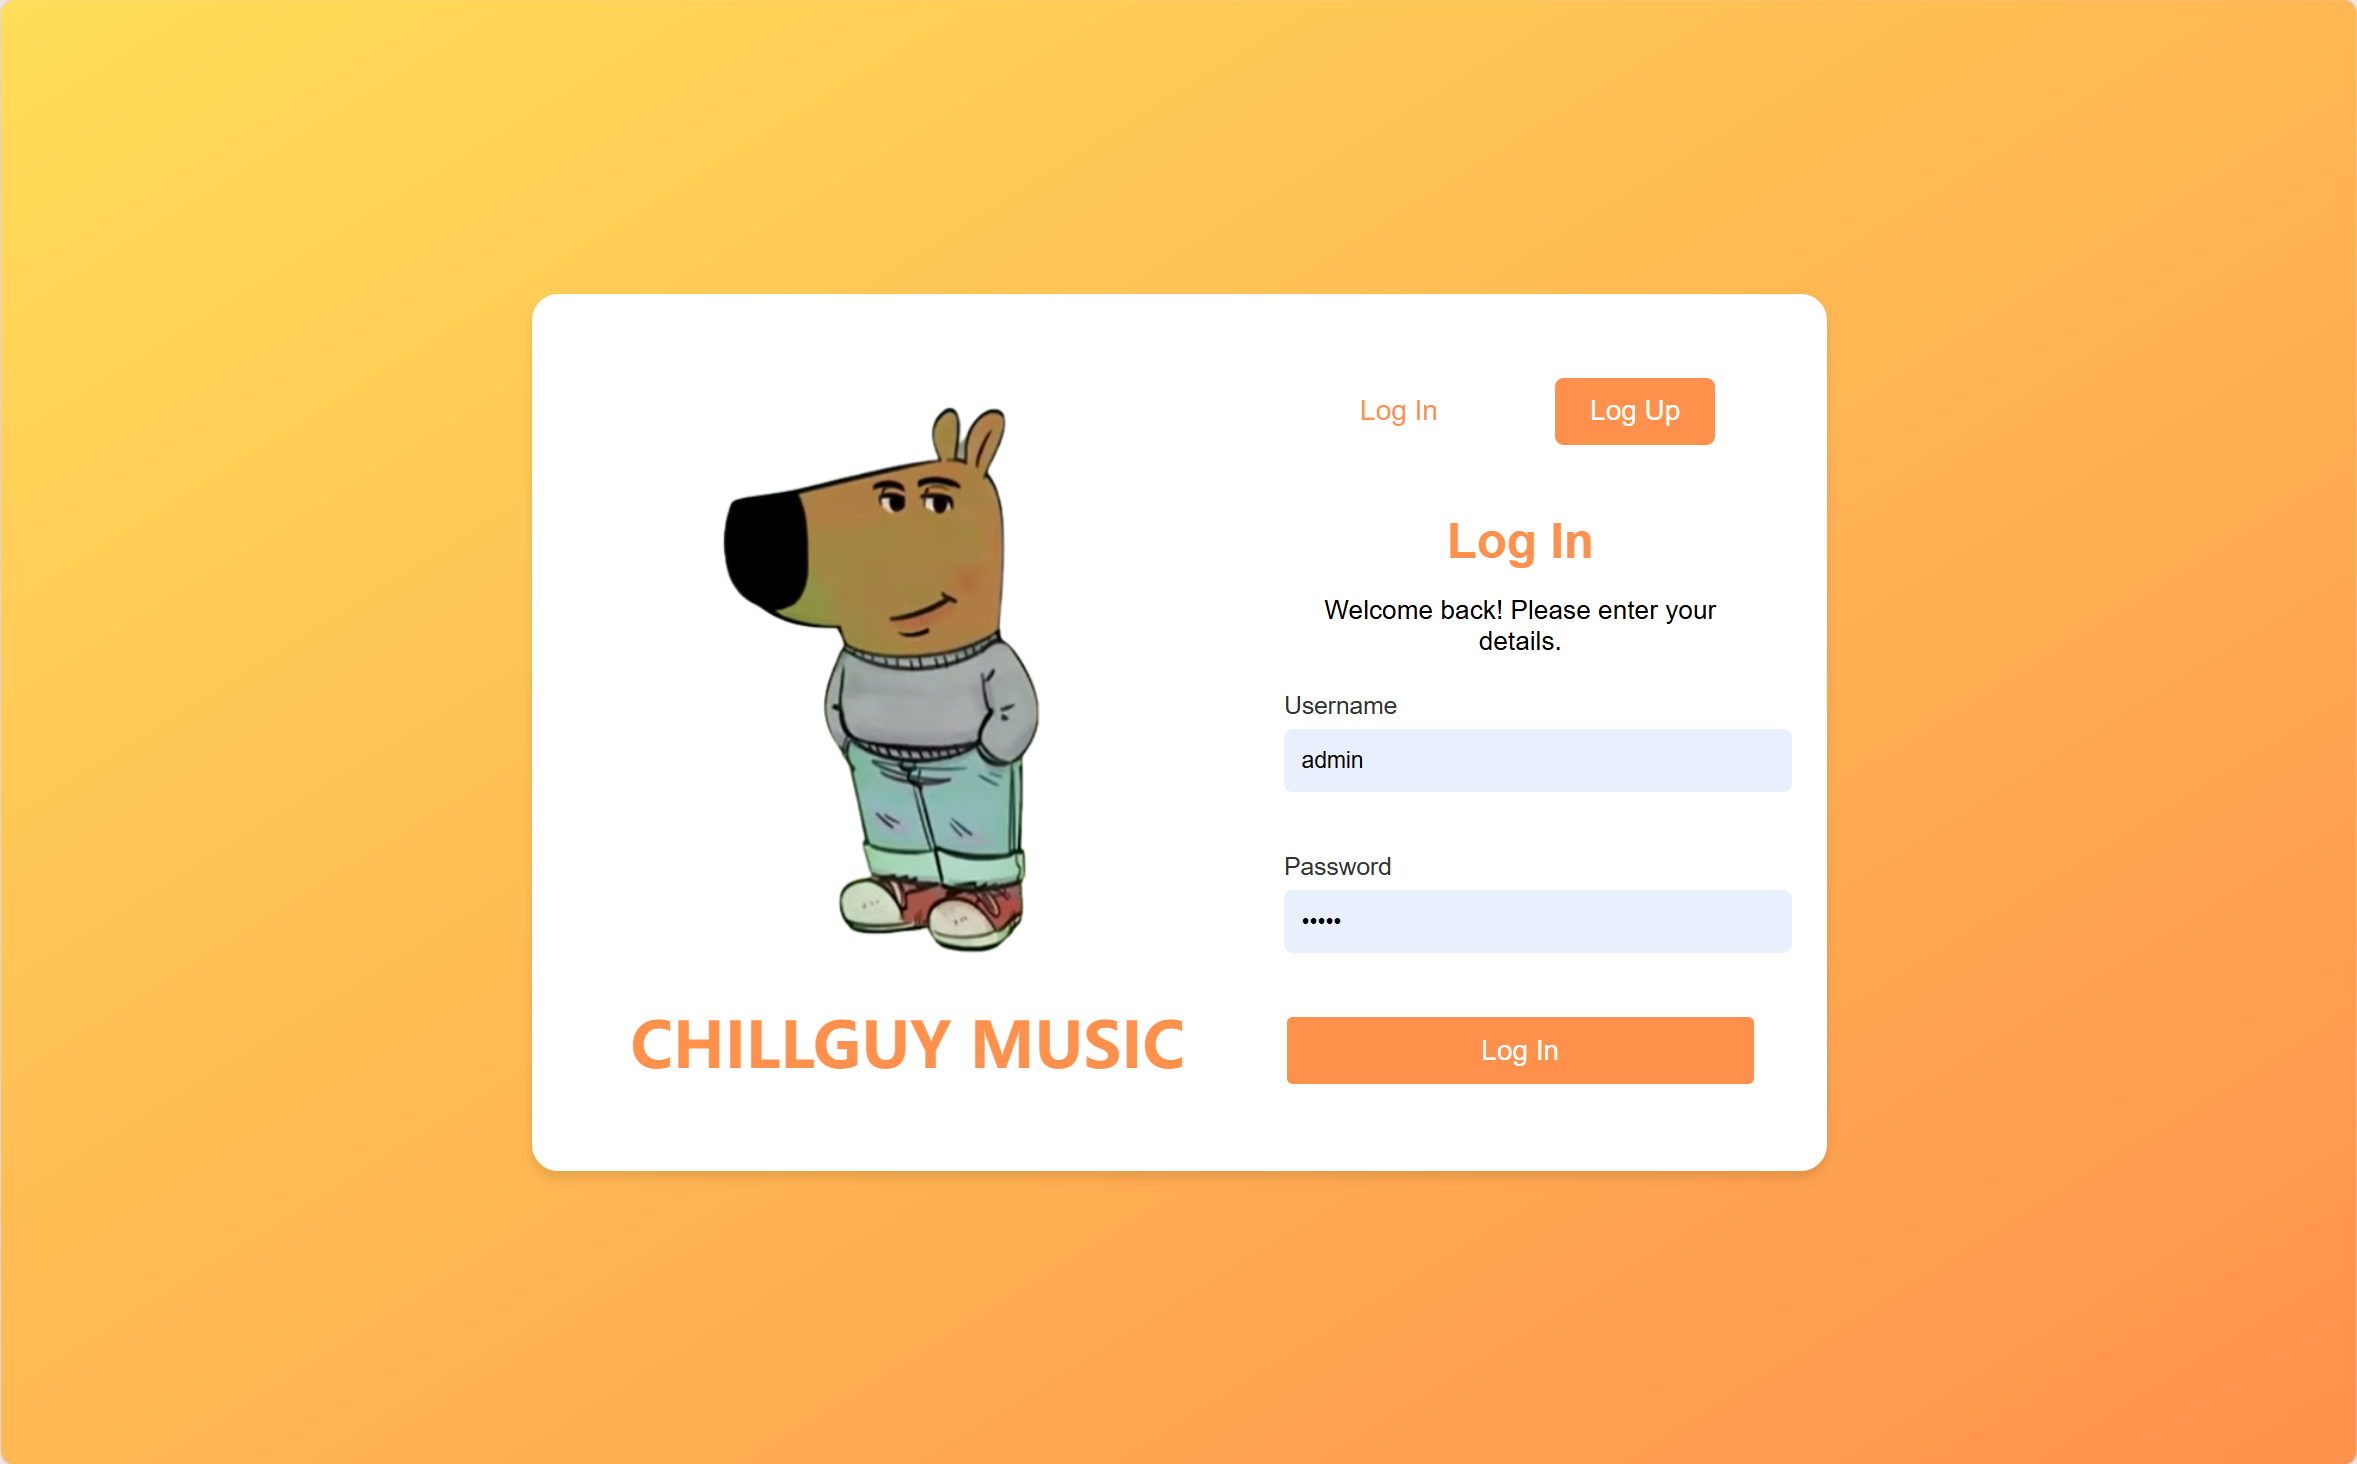 Log In
Log Up
Log In
Welcome back! Please enter your
details.
Username
admin
Password
•••••
Log In
CHILLGUY MUSIC